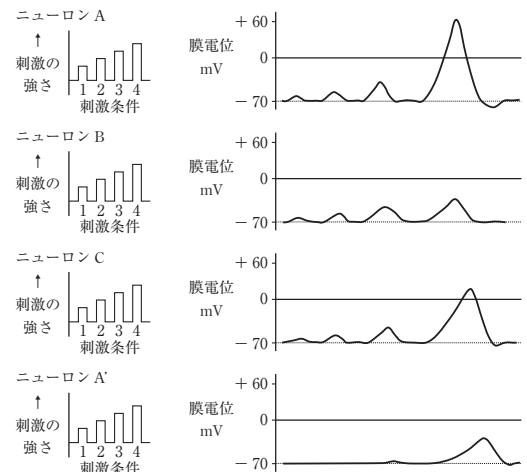 ニューロン A
↑
刺激の
強さ
1 2 3 4
刺激条件
膜電位
mV
＋ 60
0
－ 70
ニューロン B
↑
刺激の
強さ
1 2 3 4
刺激条件
膜電位
mV
＋ 60
0
－ 70
ニューロン C
↑
刺激の
強さ
1 2 3 4
刺激条件
膜電位
mV
＋ 60
0
－ 70
ニューロン A'
↑
刺激の
強さ
1 2 3 4
刺激条件
膜電位
mV
＋ 60
0
－ 70